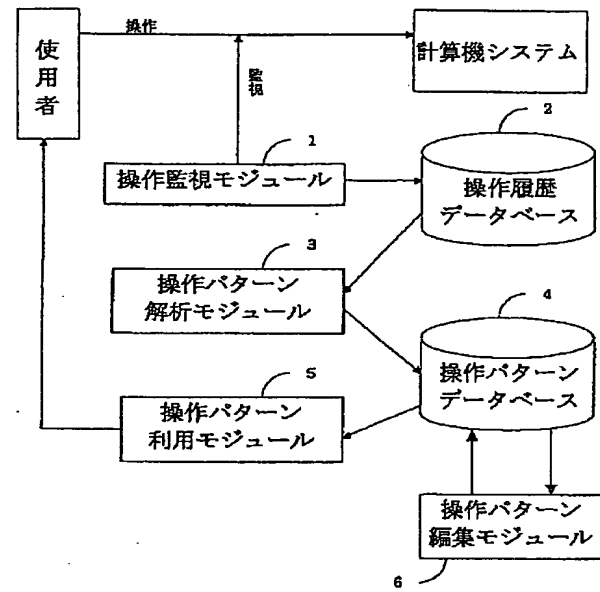 使用者
操作
計算機システム
監視
1
操作監視モジュール
2
操作履歴
データベース
3
操作パターン
解析モジュール
4
操作パターン
データベース
5
操作パターン
利用モジュール
操作パターン
編集モジュール
6